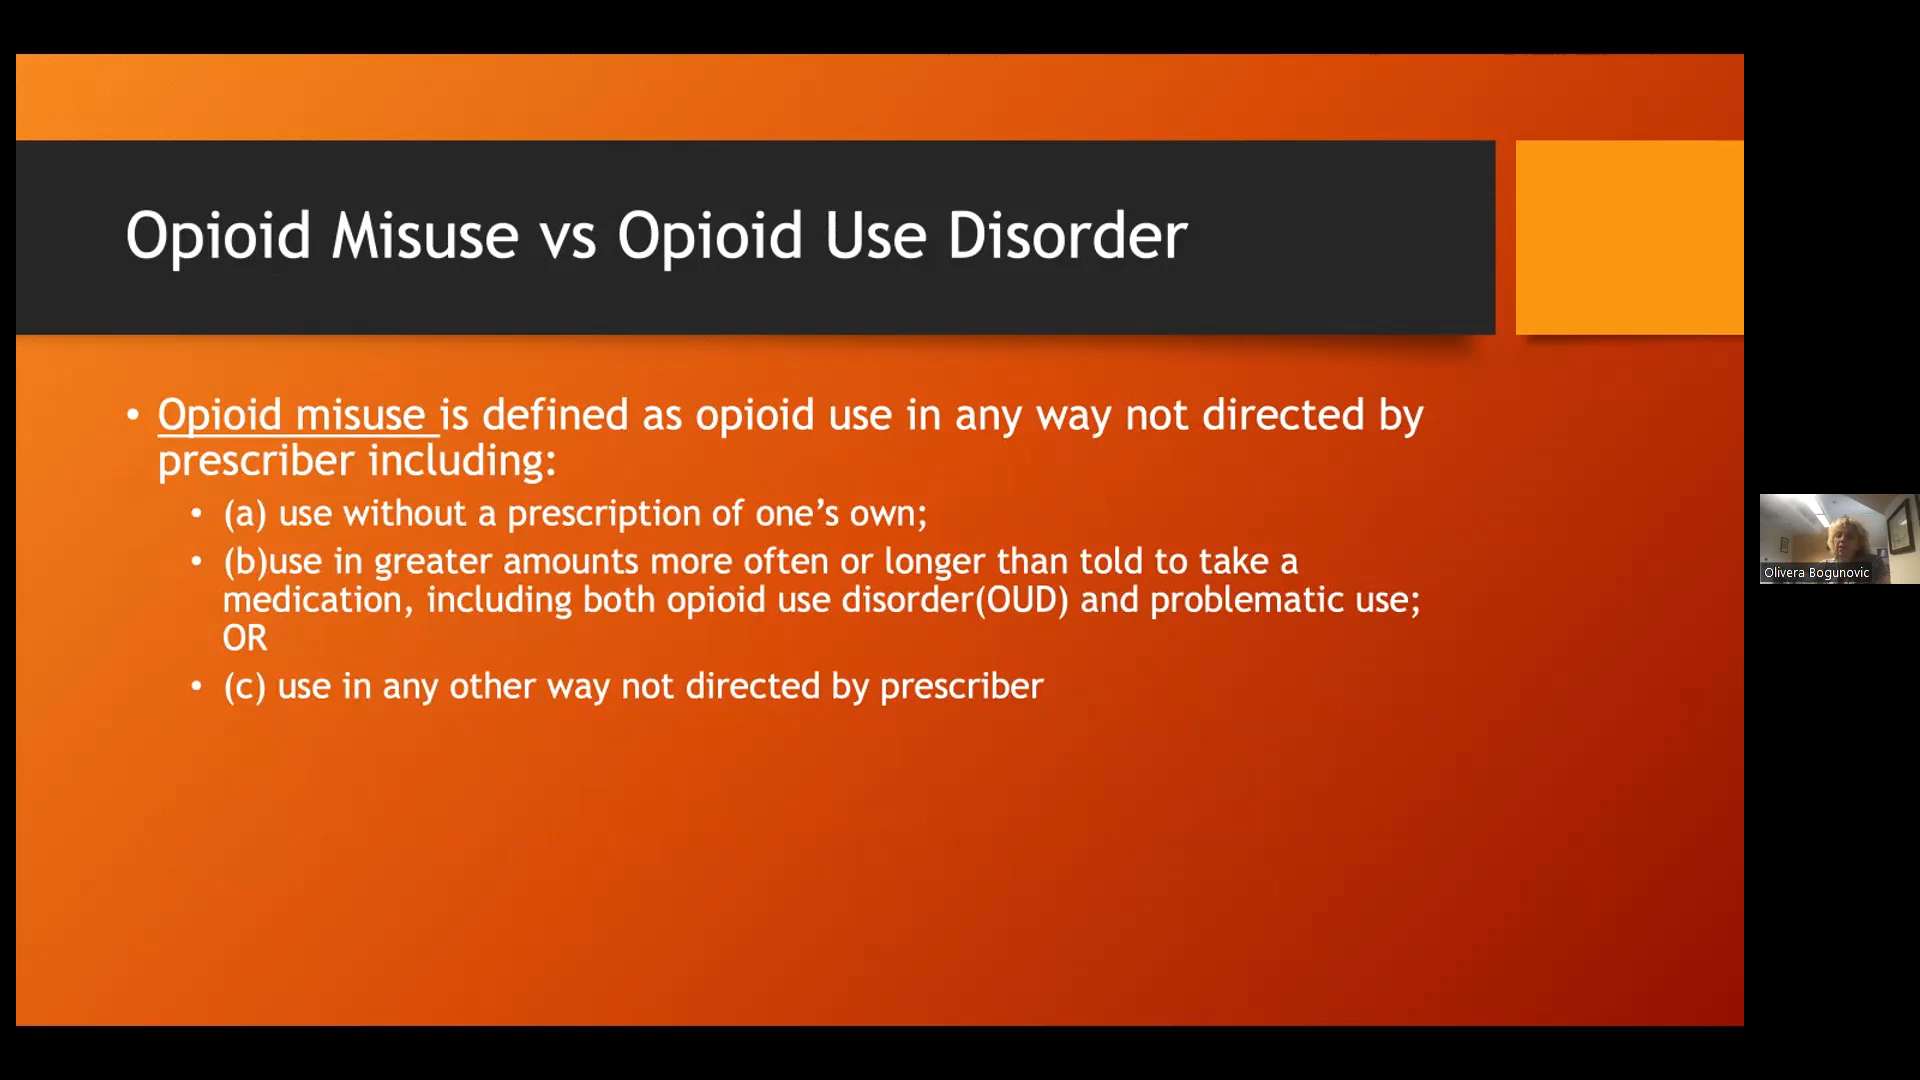 Opioid Misuse vs Opioid Use Disorder
• Opioid misuse is defined as opioid use in any way not directed by
prescriber including:
• (a) use without a prescription of one’s own;
• (b)use in greater amounts more often or longer than told to take a
medication, including both opioid use disorder(OUD) and problematic use;
OR
• (c) use in any other way not directed by prescriber
Olivera Bogunovic